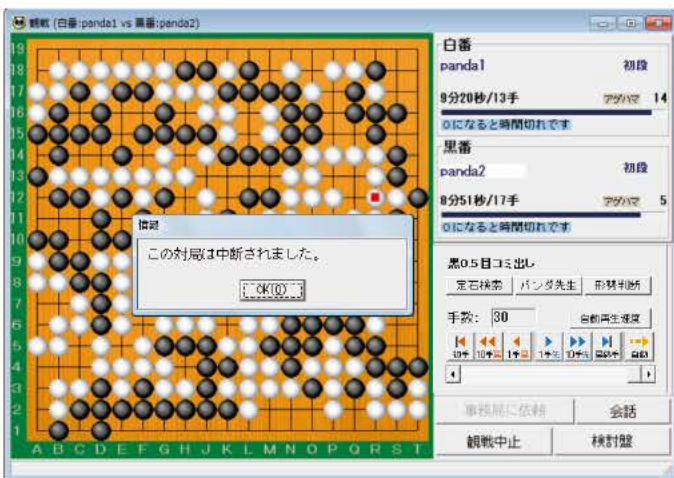 観戦 (白番:panda1 vs 黒番:panda2)
19
18
17
16
15
14
13
12
11
10
9
8
7
6
5
4
3
2
1
A B C D E F G H J K L M N O P Q R S T
情報
この対局は中断されました。
OK(O)
白番
panda1 初段
9分20秒/13手 アゲハマ 14
0になると時間切れです
黒番
panda2 初段
8分51秒/17手 アゲハマ 5
0になると時間切れです
黒0.5目コミ出し
定石検索 パンダ先生 形勢判断
手数: 30 自動再生速度
初手 10手戻 1手戻 1手先 10手先 最終手 自動
事務局に依頼 会話
観戦中止 検討盤